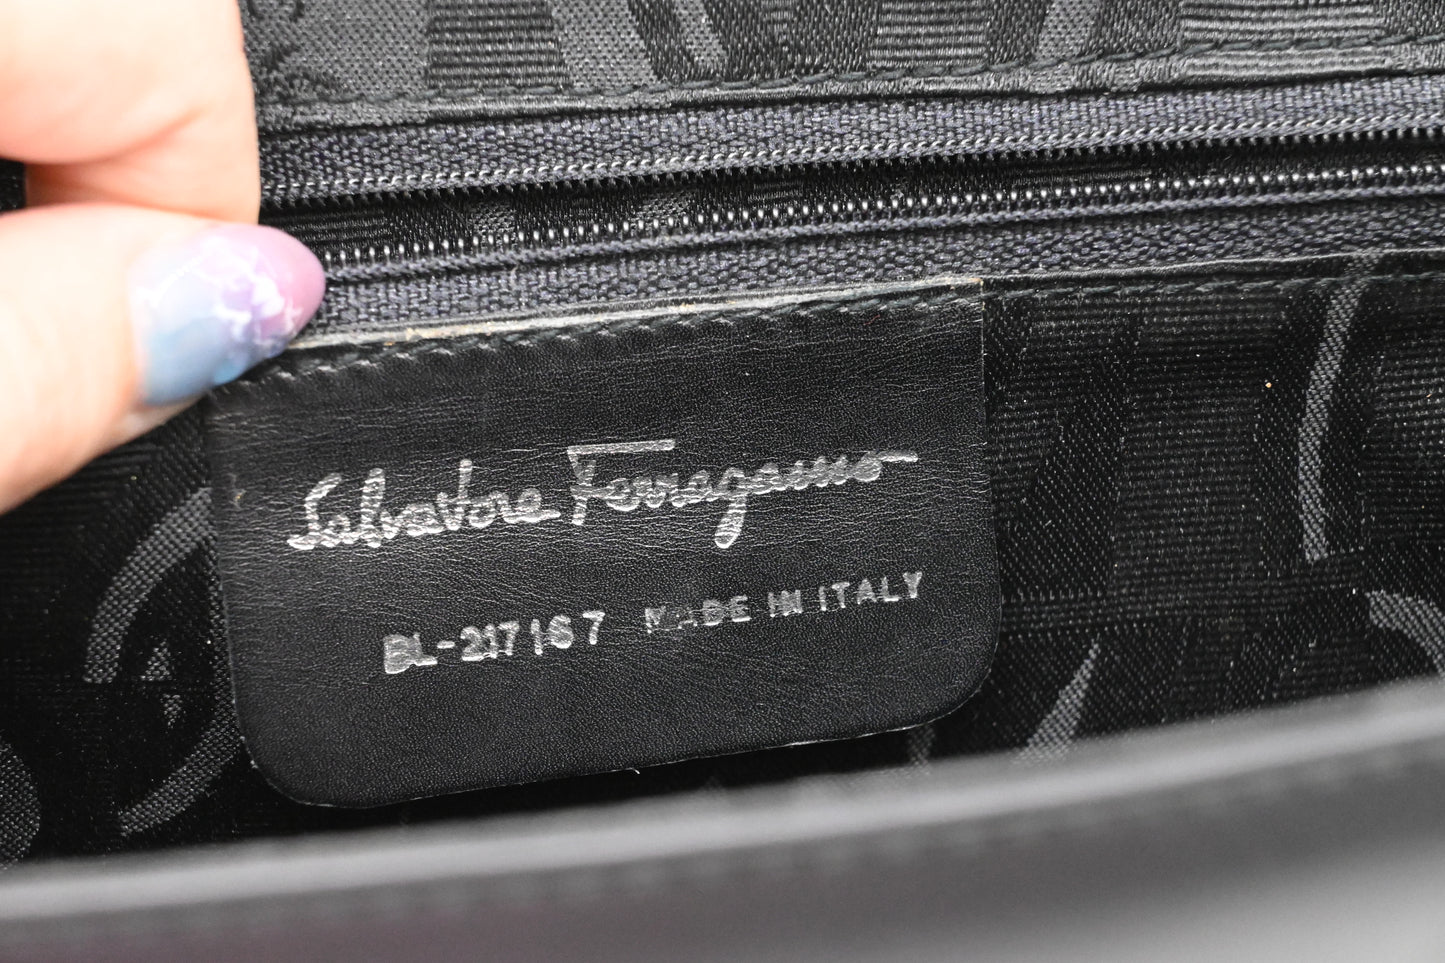 Salvatore Ferragamo
BL-217167 MADE IN ITALY